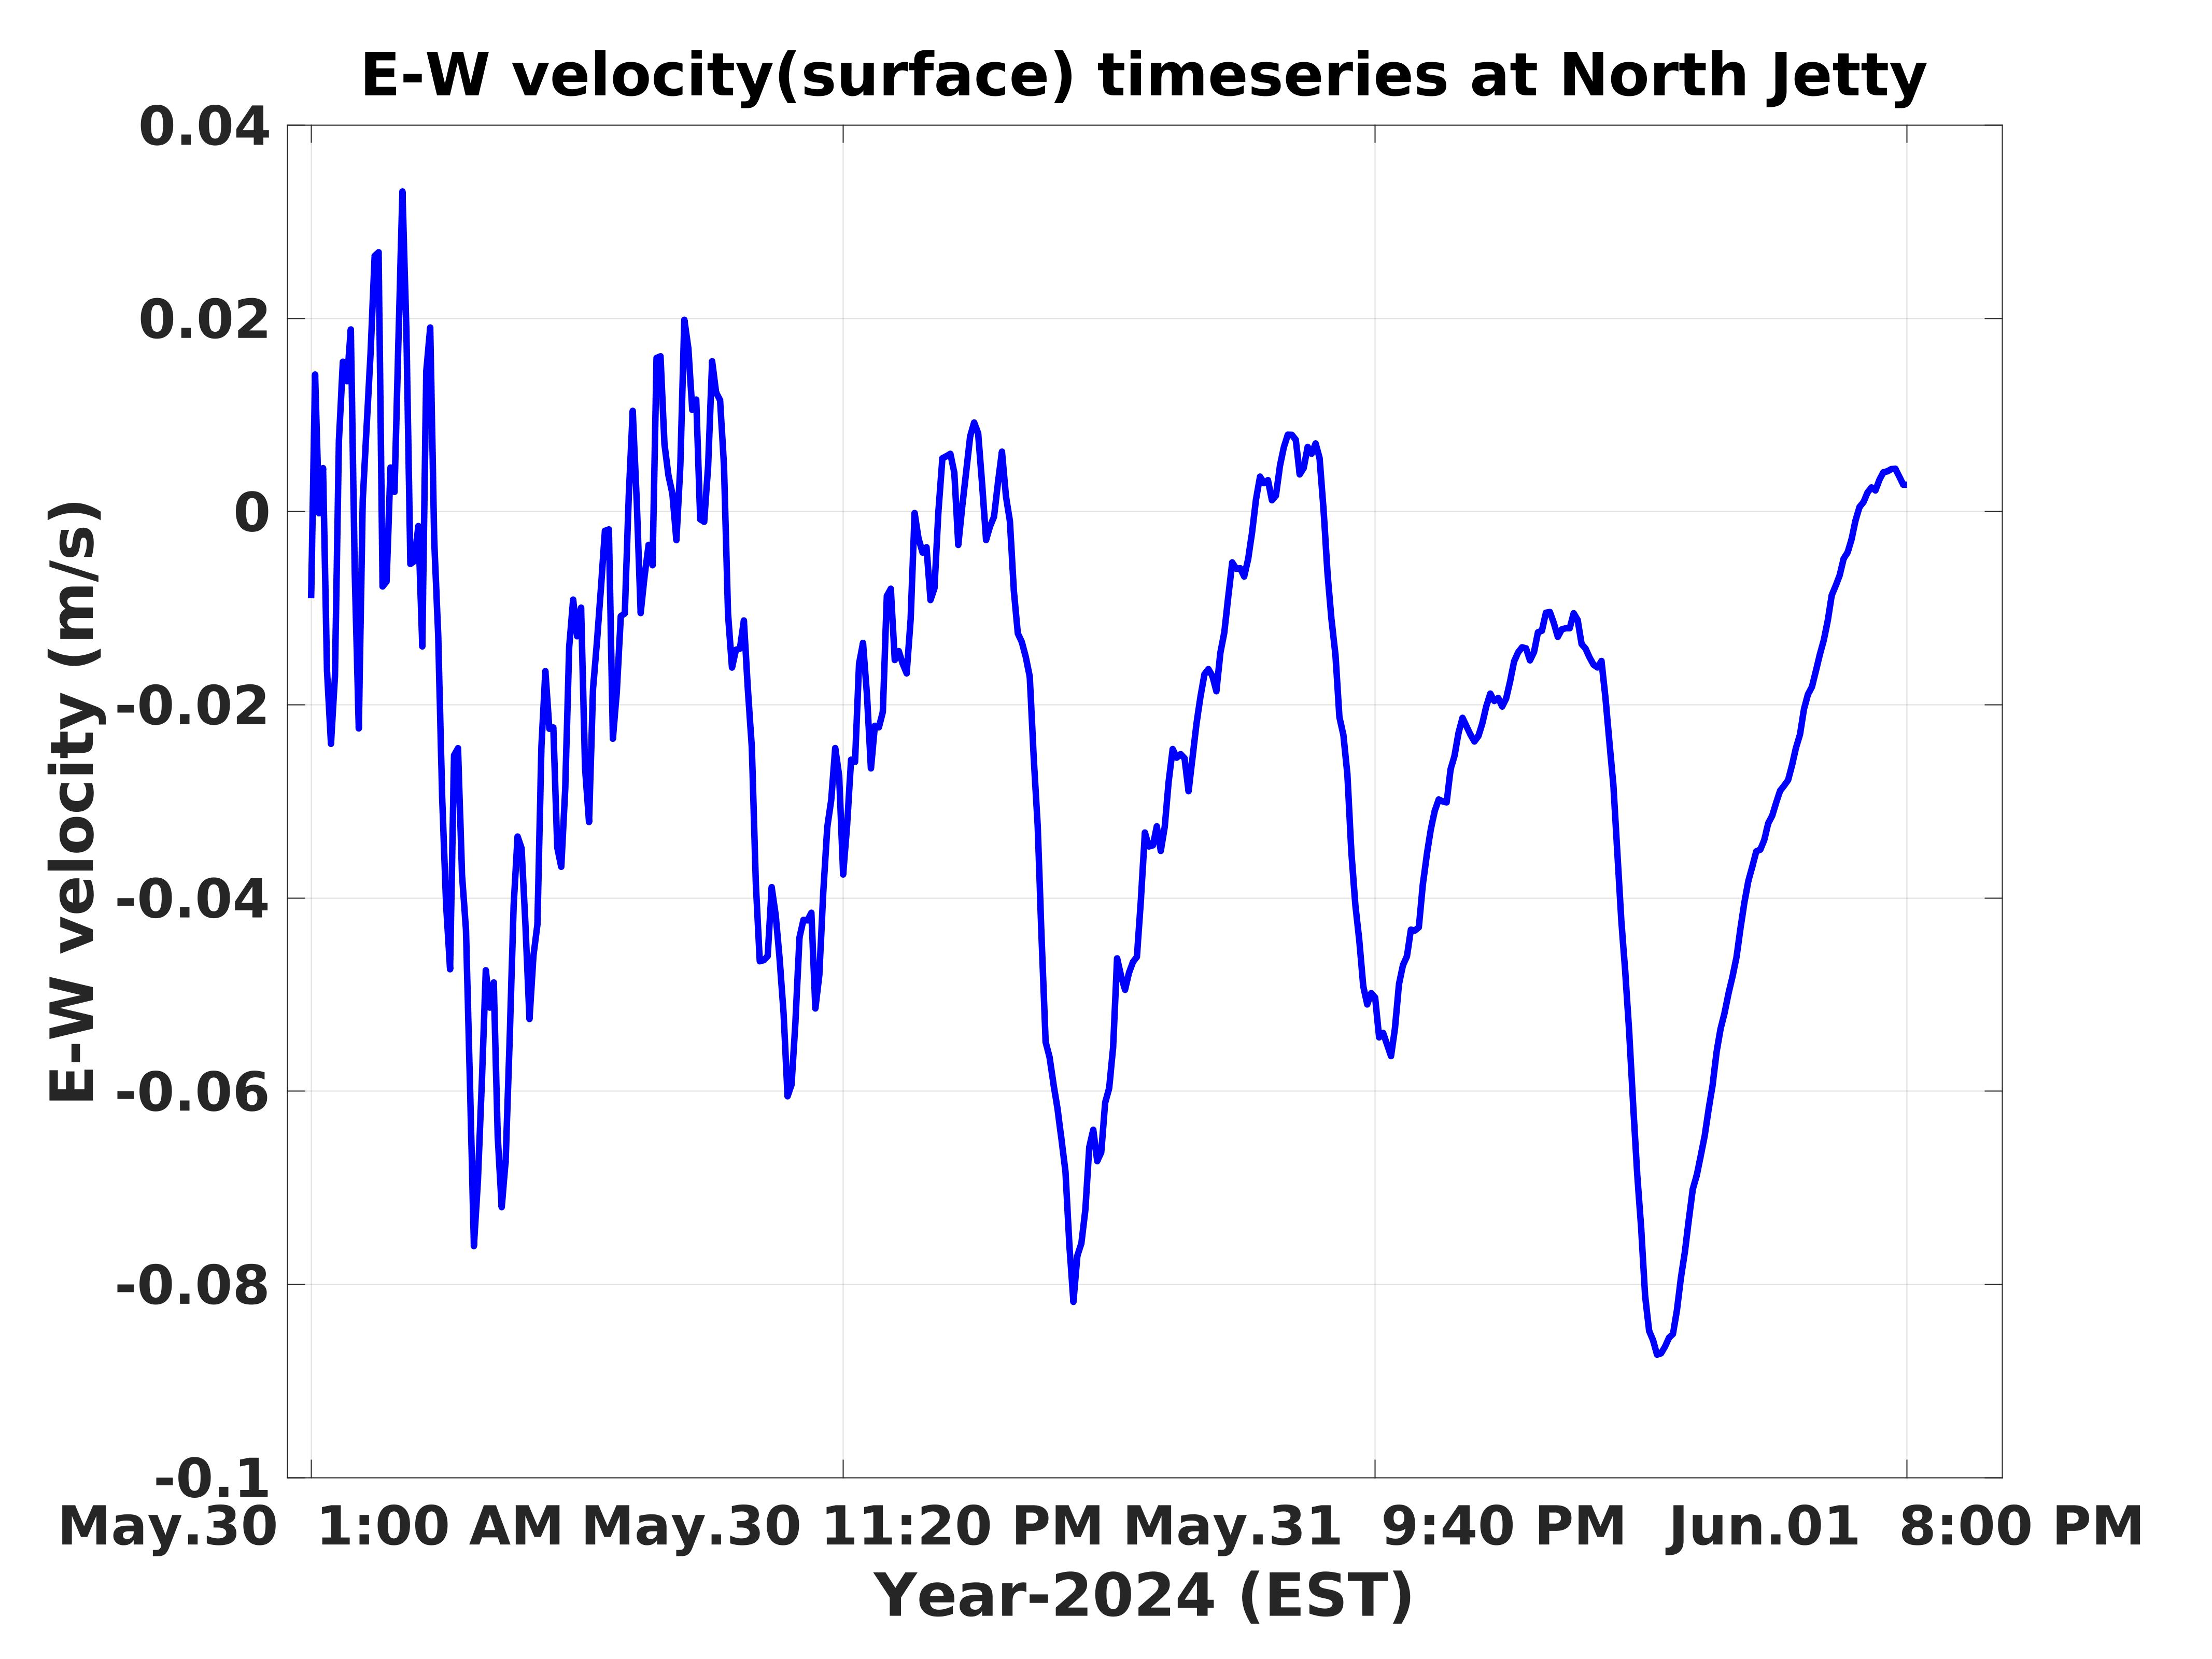 E-W velocity(surface) timeseries at North Jetty
0.04
0.02
0
-0.02
-0.04
-0.06
-0.08
-0.1
E-W velocity (m/s)
May.30 1:00 AM May.30 11:20 PM May.31 9:40 PM Jun.01 8:00 PM
Year-2024 (EST)